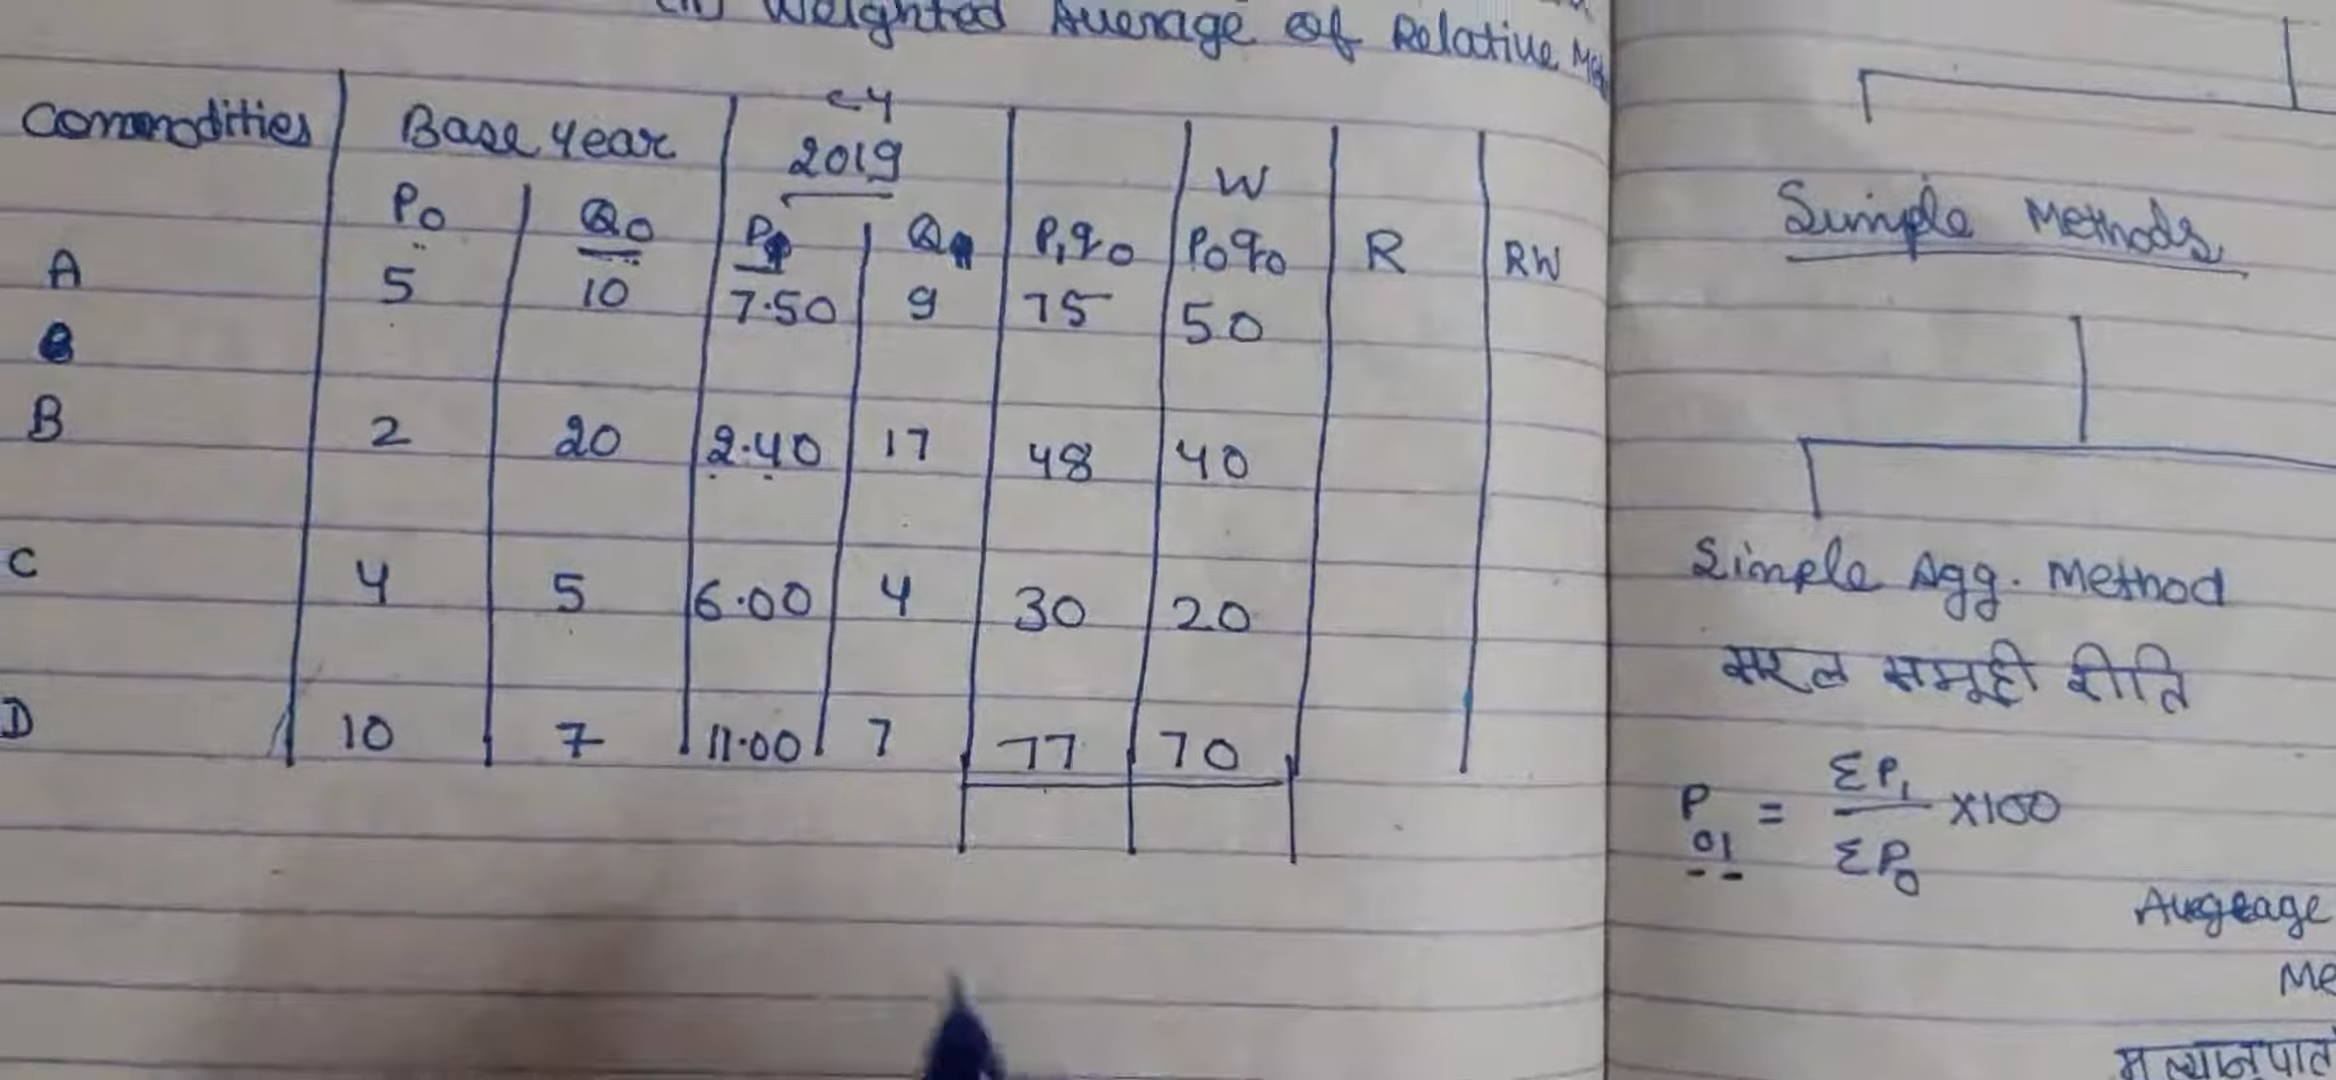 Weighted Average of Relative
Commodities Base year C4 2019 W
P0 Q0 P1 Q1 P1q0 P0q0 R RW
A 5 10 7.50 9 75 50
B 2 20 2.40 17 48 40
C 4 5 6.00 4 30 20
D 10 7 11.00 7 77 70
Simple Methods
Simple Agg. Method
सरल समूही रीति
P01 = ΣP1 / ΣP0 X100
Average